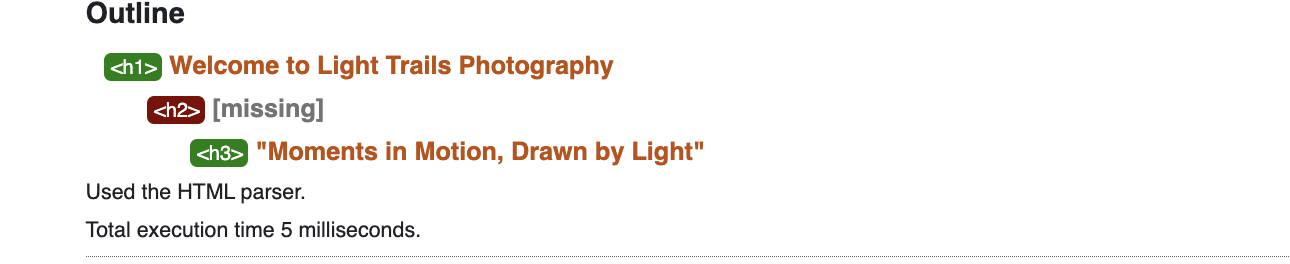 Outline
<h1> Welcome to Light Trails Photography
<h2> [missing]
<h3> "Moments in Motion, Drawn by Light"
Used the HTML parser.
Total execution time 5 milliseconds.